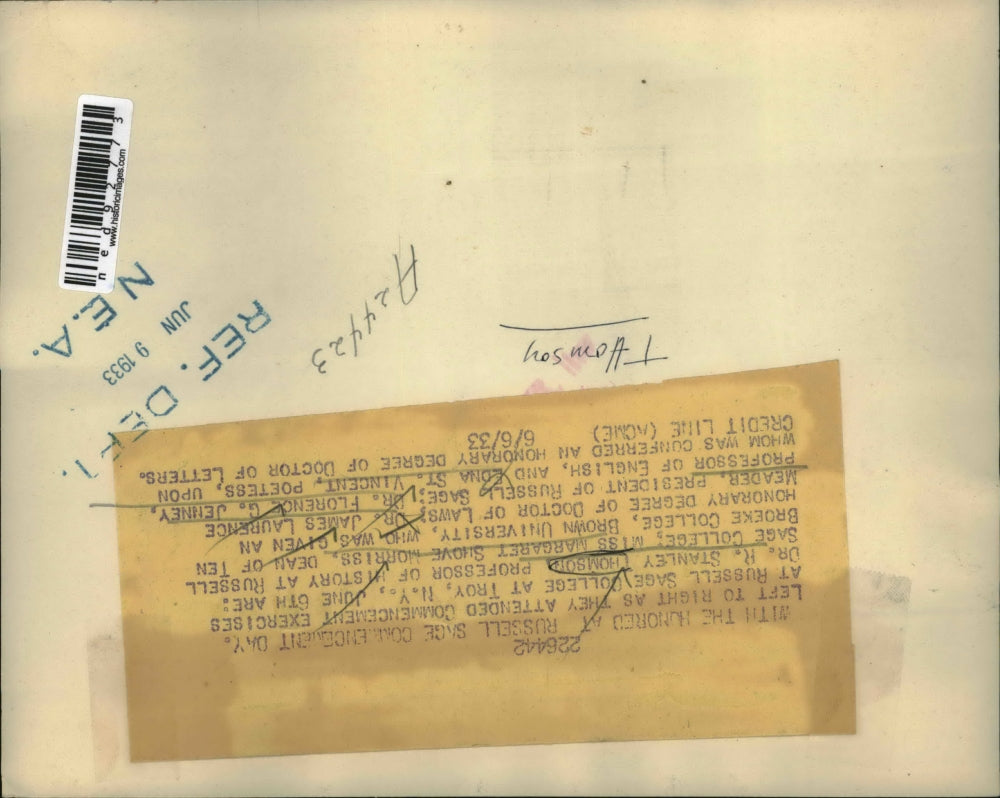 226442
WITH THE HONORED AT RUSSELL SAGE COMMENCEMENT DAY.
LEFT TO RIGHT AS THEY ATTENDED COMMENCEMENT EXERCISES
AT RUSSELL SAGE COLLEGE AT TROY, N.Y., JUNE 6TH ARE:
DR. R. STANLEY THOMSON, PROFESSOR OF HISTORY AT RUSSELL
SAGE COLLEGE, MISS MARGARET SHOVE MORRISS, DEAN OF TEN
BROEKE COLLEGE, BROWN UNIVERSITY, WHO WAS GIVEN AN
HONORARY DEGREE OF DOCTOR OF LAWS; DR. JAMES LAURENCE
MEADER, PRESIDENT OF RUSSELL SAGE; DR. FLORENCE G. JENNEY,
PROFESSOR OF ENGLISH, AND EDNA ST. VINCENT, POETESS, UPON
WHOM WAS CONFERRED AN HONORARY DEGREE OF DOCTOR OF LETTERS.
CREDIT LINE (ACME) 6/6/33
Thomson
A24423
REF. DEPT.
JUN 9 1933
N.E.A.
ned92773
www.historicimages.com